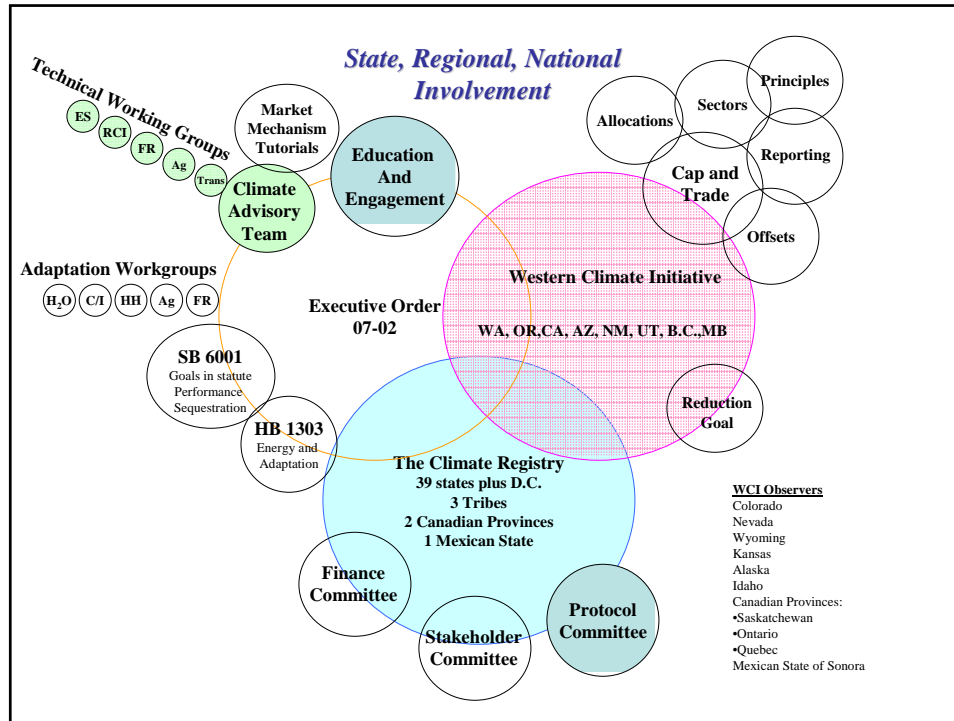 State, Regional, National
Involvement
Technical Working Groups
ES
RCI
FR
Ag
Trans
Market
Mechanism
Tutorials
Climate
Advisory
Team
Education
And
Engagement
Allocations
Sectors
Principles
Reporting
Cap and
Trade
Offsets
Adaptation Workgroups
H₂O
C/I
HH
Ag
FR
Executive Order
07-02
Western Climate Initiative
WA, OR,CA, AZ, NM, UT, B.C.,MB
SB 6001
Goals in statute
Performance
Sequestration
HB 1303
Energy and
Adaptation
Reduction
Goal
The Climate Registry
39 states plus D.C.
3 Tribes
2 Canadian Provinces
1 Mexican State
Finance
Committee
Stakeholder
Committee
Protocol
Committee
WCI Observers
Colorado
Nevada
Wyoming
Kansas
Alaska
Idaho
Canadian Provinces:
•Saskatchewan
•Ontario
•Quebec
Mexican State of Sonora